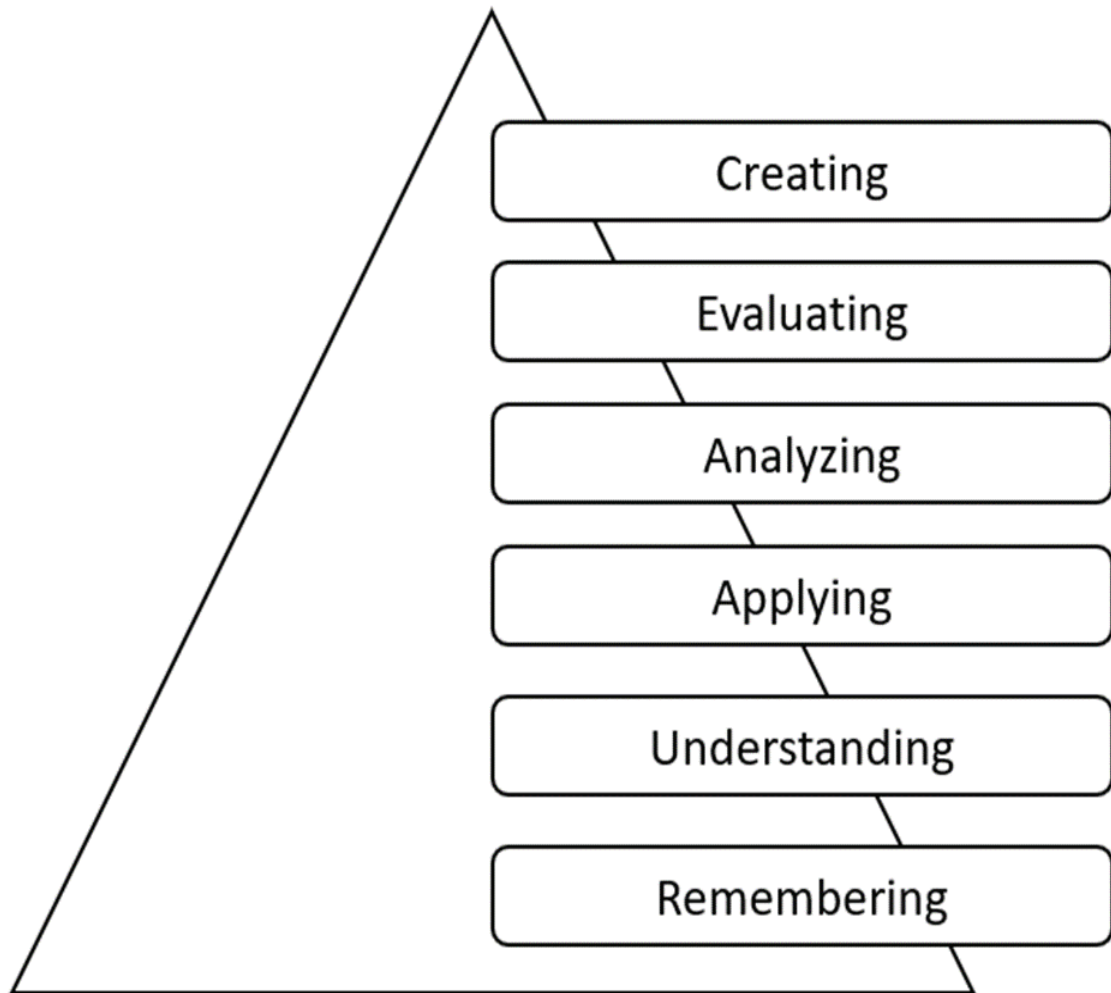 Creating
Evaluating
Analyzing
Applying
Understanding
Remembering